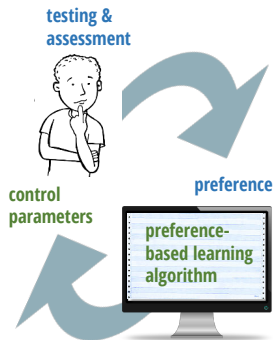 testing &
assessment
control
parameters
preference
preference-
based learning
algorithm